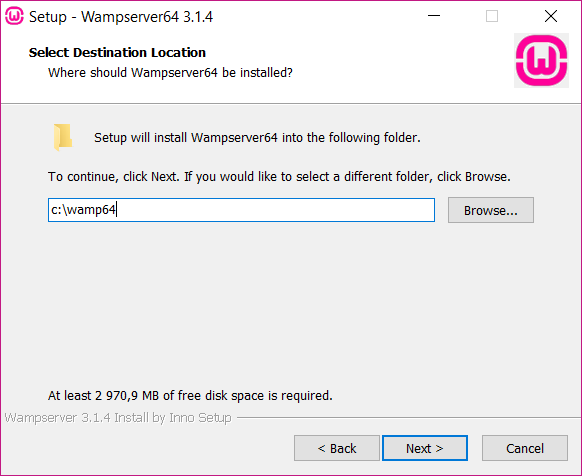 Setup - Wampserver64 3.1.4
Select Destination Location
Where should Wampserver64 be installed?
Setup will install Wampserver64 into the following folder.
To continue, click Next. If you would like to select a different folder, click Browse.
c:\wamp64
Browse...
At least 2 970,9 MB of free disk space is required.
Wampserver 3.1.4 Install by Inno Setup
< Back
Next >
Cancel